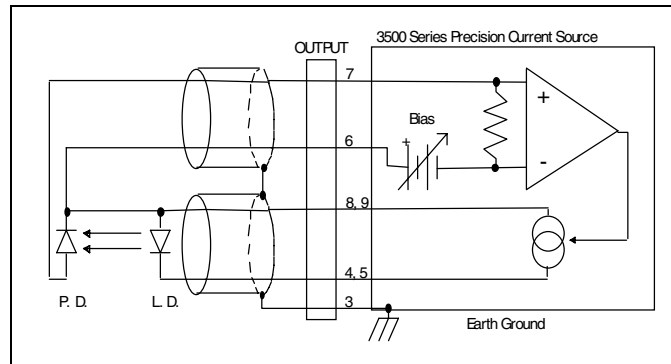 3500 Series Precision Current Source
OUTPUT
7
+
Bias
+
6
-
8, 9
4, 5
P. D.
L. D.
3
Earth Ground